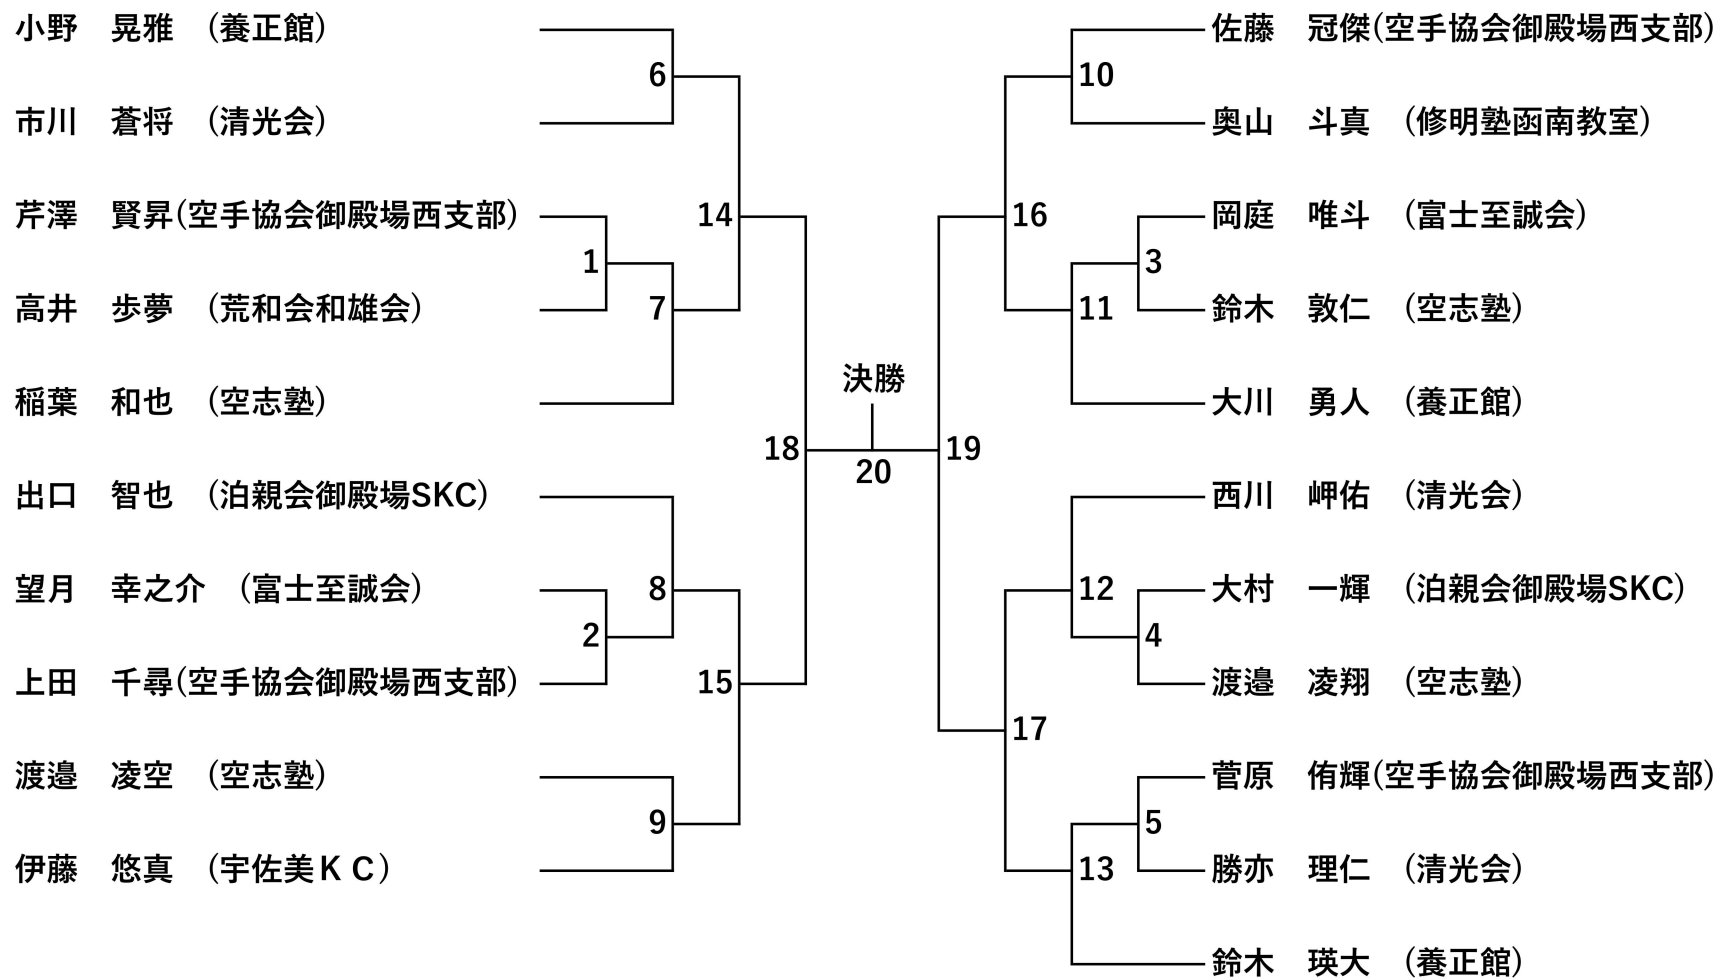 小野　晃雅　(養正館)
市川　蒼将　(清光会)
芹澤　賢昇(空手協会御殿場西支部)
高井　歩夢　(荒和会和雄会)
稲葉　和也　(空志塾)
出口　智也　(泊親会御殿場SKC)
望月　幸之介　(富士至誠会)
上田　千尋(空手協会御殿場西支部)
渡邉　凌空　(空志塾)
伊藤　悠真　(宇佐美ＫＣ)
6
1
7
14
2
8
9
15
18
決勝
20
19
16
10
3
11
17
12
4
5
13
佐藤　冠傑(空手協会御殿場西支部)
奥山　斗真　(修明塾函南教室)
岡庭　唯斗　(富士至誠会)
鈴木　敦仁　(空志塾)
大川　勇人　(養正館)
西川　岬佑　(清光会)
大村　一輝　(泊親会御殿場SKC)
渡邉　凌翔　(空志塾)
菅原　侑輝(空手協会御殿場西支部)
勝亦　理仁　(清光会)
鈴木　瑛大　(養正館)